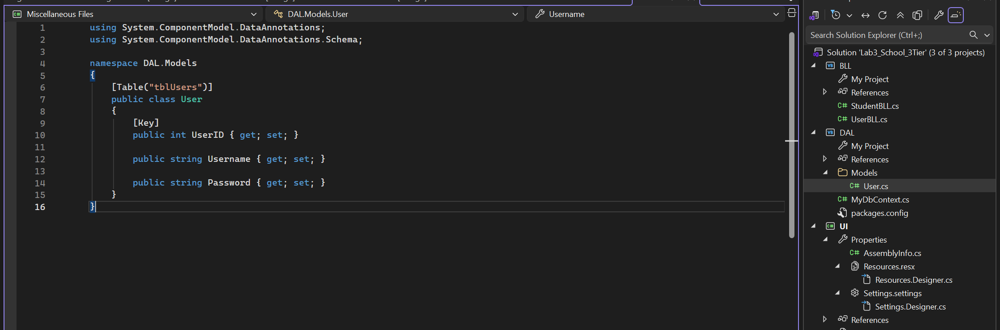 Miscellaneous Files
DAL.Models.User
Username
1 using System.ComponentModel.DataAnnotations;
2 using System.ComponentModel.DataAnnotations.Schema;
3
4 namespace DAL.Models
5 {
6 [Table("tblUsers")]
7 public class User
8 {
9 [Key]
10 public int UserID { get; set; }
11
12 public string Username { get; set; }
13
14 public string Password { get; set; }
15 }
16 }
Search Solution Explorer (Ctrl+;)
Solution 'Lab3_School_3Tier' (3 of 3 projects)
VB BLL
My Project
References
C# StudentBLL.cs
C# UserBLL.cs
VB DAL
My Project
References
Models
C# User.cs
C# MyDbContext.cs
packages.config
C# UI
Properties
C# AssemblyInfo.cs
Resources.resx
Resources.Designer.cs
Settings.settings
Settings.Designer.cs
References